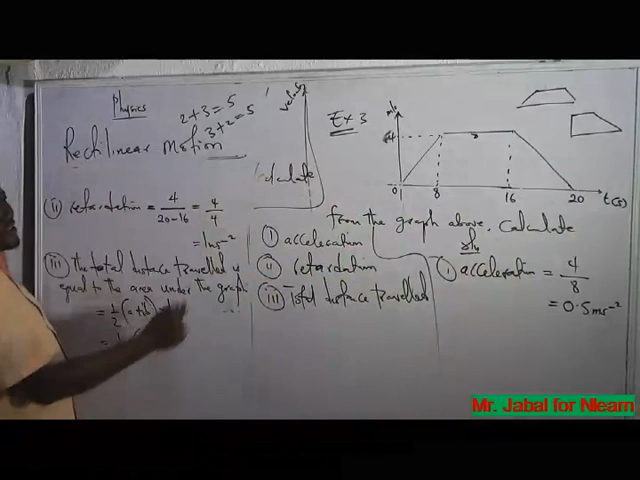 Physics
2+3=5
3+2=5
Rectilinear Motion
(ii) retardation = 4/20-16 = 4/4
= 1ms⁻²
(iii) The total distance travelled is
equal to the area under the graph
= 1/2
Velocity
Calculate
Ex 3
m/s
0 8 16 20 t(s)
from the graph above, Calculate
(i) acceleration
(ii) retardation
(iii) Total distance travelled
(i) acceleration = 4/8
= 0.5ms⁻²
Mr. Jabal for Nlearn